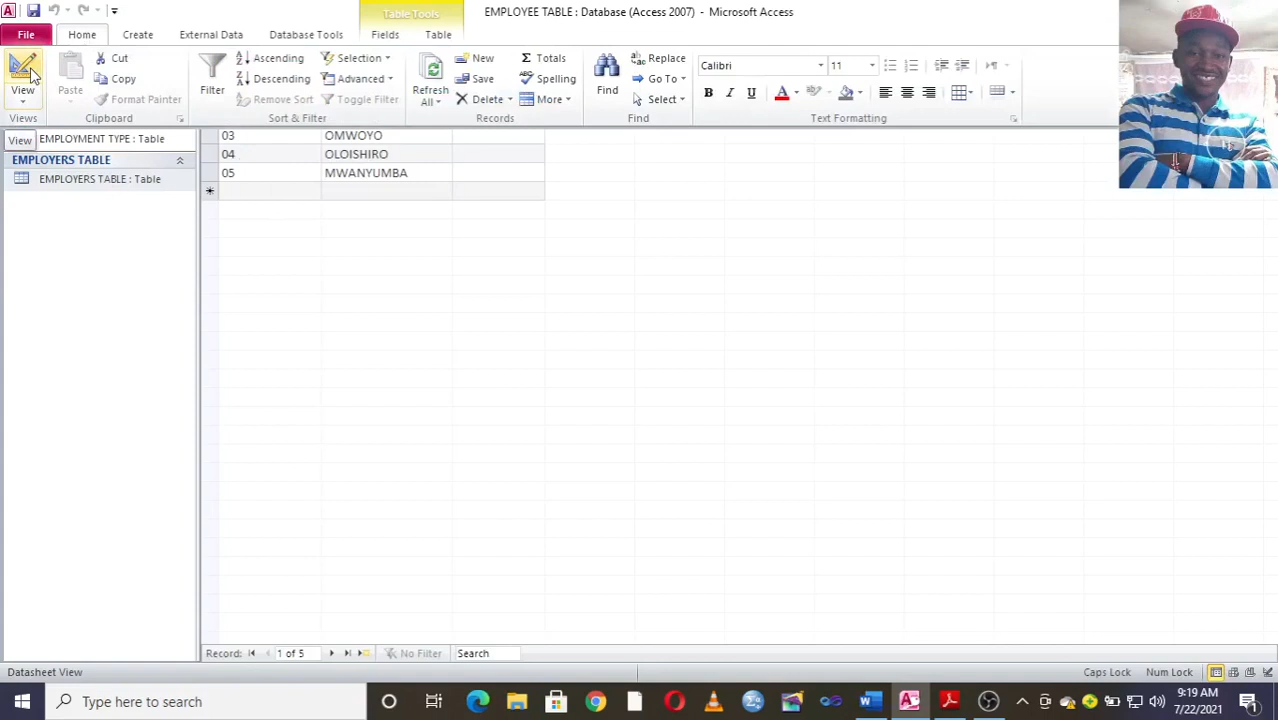 Table Tools
EMPLOYEE TABLE : Database (Access 2007) - Microsoft Access
File Home Create External Data Database Tools Fields Table
View
Views
Paste
Cut
Copy
Format Painter
Clipboard
Filter
Ascending
Descending
Remove Sort
Selection
Advanced
Toggle Filter
Sort & Filter
Refresh
All
New
Save
Delete
Totals
Spelling
More
Records
Find
Replace
Go To
Select
Find
Calibri 11
B I U A
Text Formatting
View
EMPLOYMENT TYPE : Table
EMPLOYERS TABLE
EMPLOYERS TABLE : Table
03 OMWOYO
04 OLOISHIRO
05 MWANYUMBA
Record: 1 of 5 No Filter Search
Datasheet View Caps Lock Num Lock
Type here to search
9:19 AM
7/22/2021